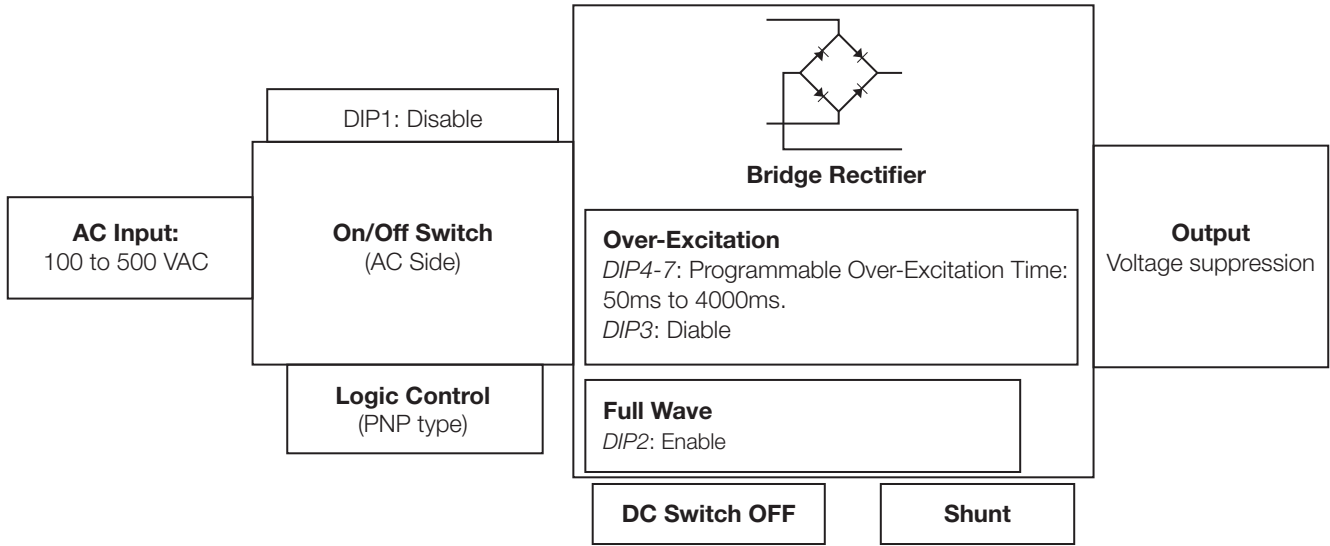 AC Input:
100 to 500 VAC
DIP1: Disable
On/Off Switch
(AC Side)
Logic Control
(PNP type)
Bridge Rectifier
Over-Excitation
DIP4-7: Programmable Over-Excitation Time:
50ms to 4000ms.
DIP3: Diable
Full Wave
DIP2: Enable
DC Switch OFF
Shunt
Output
Voltage suppression